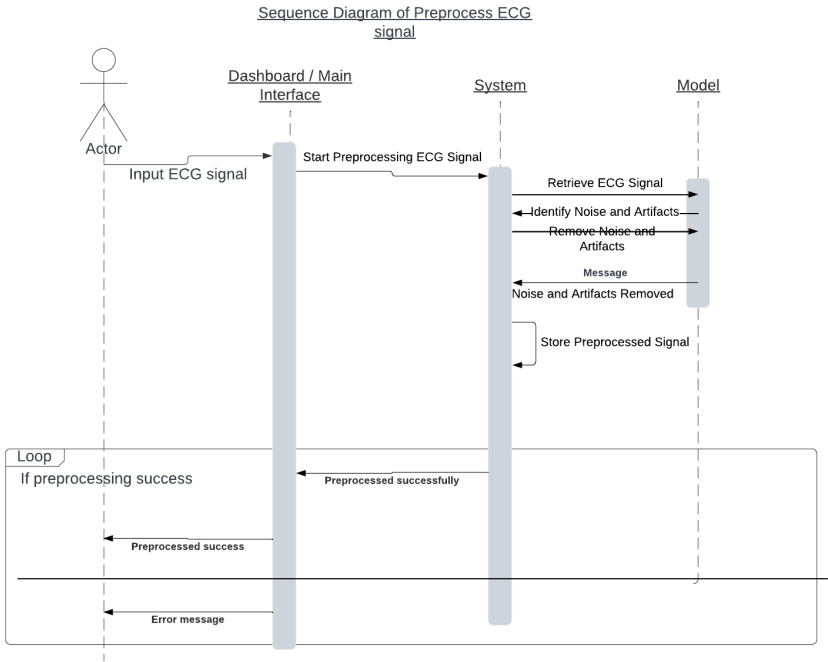 Sequence Diagram of Preprocess ECG
signal
Dashboard / Main
Interface
System
Model
Actor
Input ECG signal
Start Preprocessing ECG Signal
Retrieve ECG Signal
Identify Noise and Artifacts
Remove Noise and
Artifacts
Message
Noise and Artifacts Removed
Store Preprocessed Signal
Loop
If preprocessing success
Preprocessed successfully
Preprocessed success
Error message